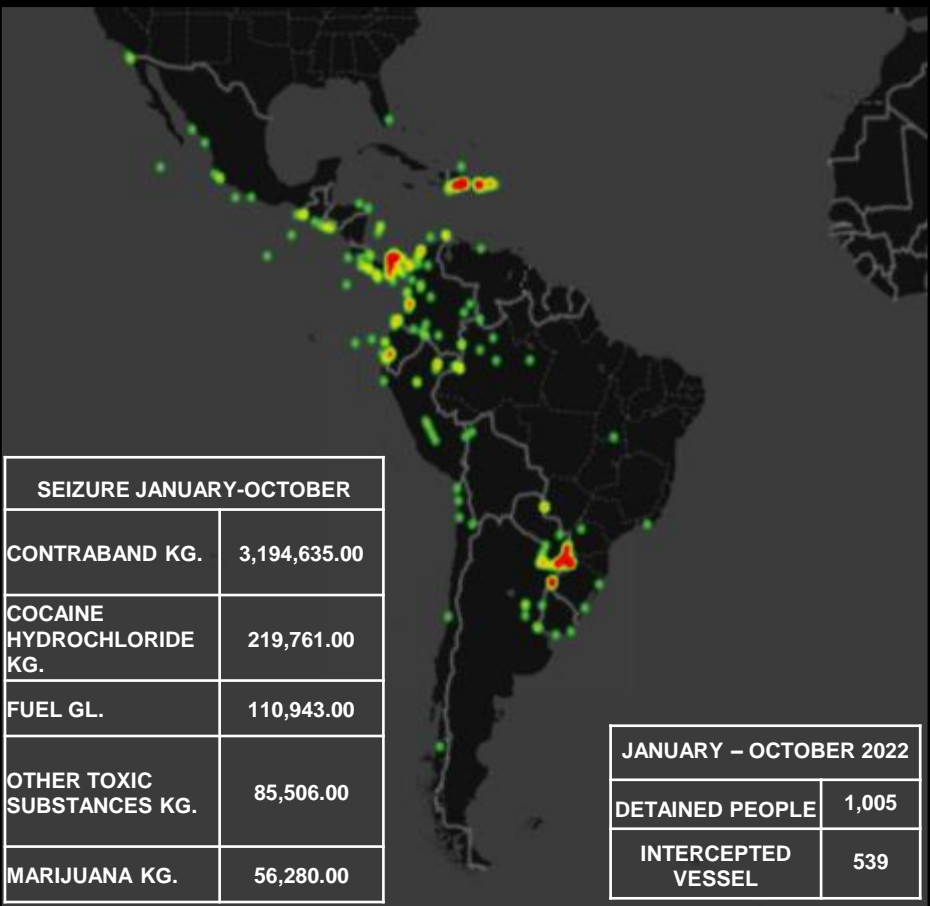 SEIZURE JANUARY-OCTOBER
CONTRABAND KG. 3,194,635.00
COCAINE
HYDROCHLORIDE
KG.
219,761.00
FUEL GL. 110,943.00
OTHER TOXIC
SUBSTANCES KG.
85,506.00
MARIJUANA KG. 56,280.00
JANUARY – OCTOBER 2022
DETAINED PEOPLE 1,005
INTERCEPTED
VESSEL
539